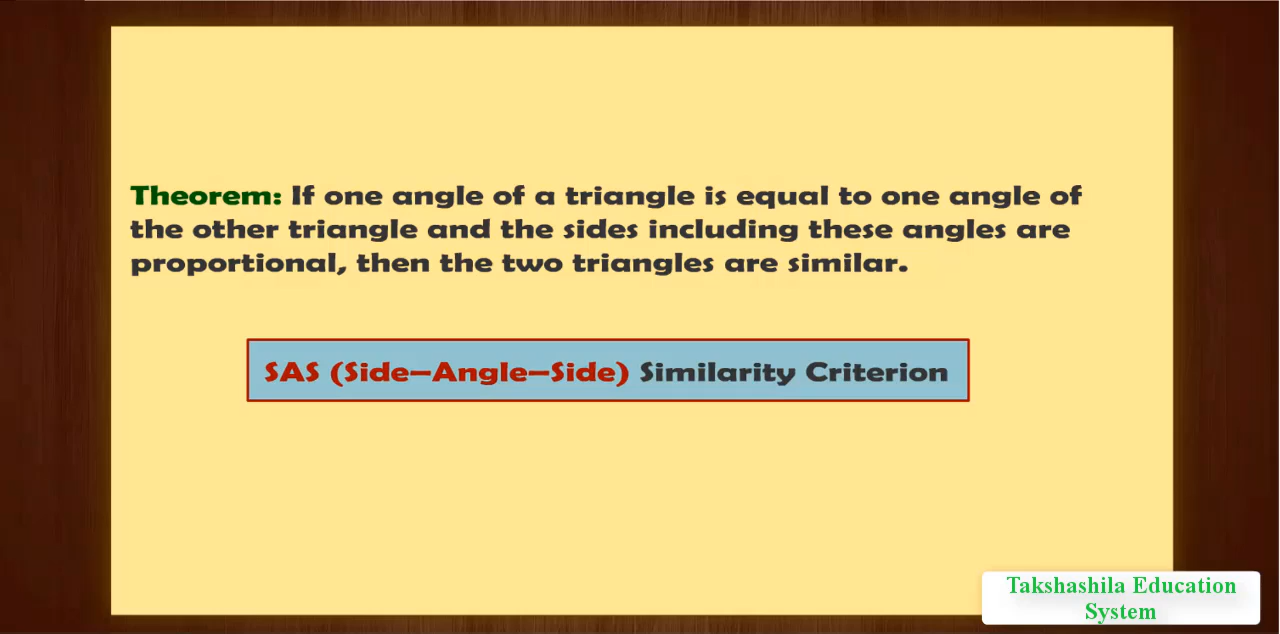 Theorem: If one angle of a triangle is equal to one angle of
the other triangle and the sides including these angles are
proportional, then the two triangles are similar.
SAS (Side–Angle–Side) Similarity Criterion
Takshashila Education
System